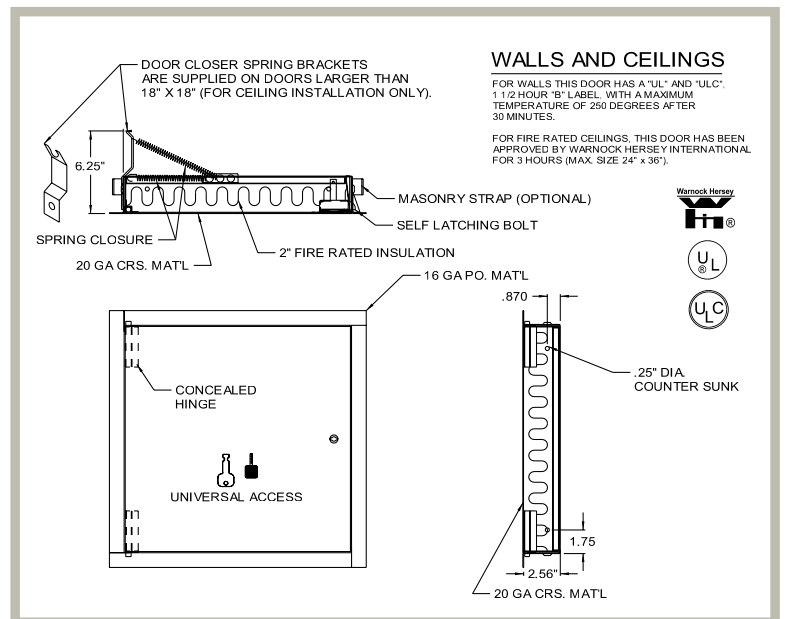 DOOR CLOSER SPRING BRACKETS
ARE SUPPLIED ON DOORS LARGER THAN
18" X 18" (FOR CEILING INSTALLATION ONLY).
WALLS AND CEILINGS
FOR WALLS THIS DOOR HAS A "UL" AND "ULC",
1 1/2 HOUR "B" LABEL, WITH A MAXIMUM
TEMPERATURE OF 250 DEGREES AFTER
30 MINUTES.
FOR FIRE RATED CEILINGS, THIS DOOR HAS BEEN
APPROVED BY WARNOCK HERSEY INTERNATIONAL
FOR 3 HOURS (MAX. SIZE 24" x 36").
6.25"
MASONRY STRAP (OPTIONAL)
SELF LATCHING BOLT
SPRING CLOSURE
2" FIRE RATED INSULATION
20 GA CRS. MAT'L
16 GA PO. MAT'L
Warnock Hersey
®
UL
®
ULC
.870
.25" DIA.
COUNTER SUNK
CONCEALED
HINGE
UNIVERSAL ACCESS
1.75
2.56"
20 GA CRS. MAT'L